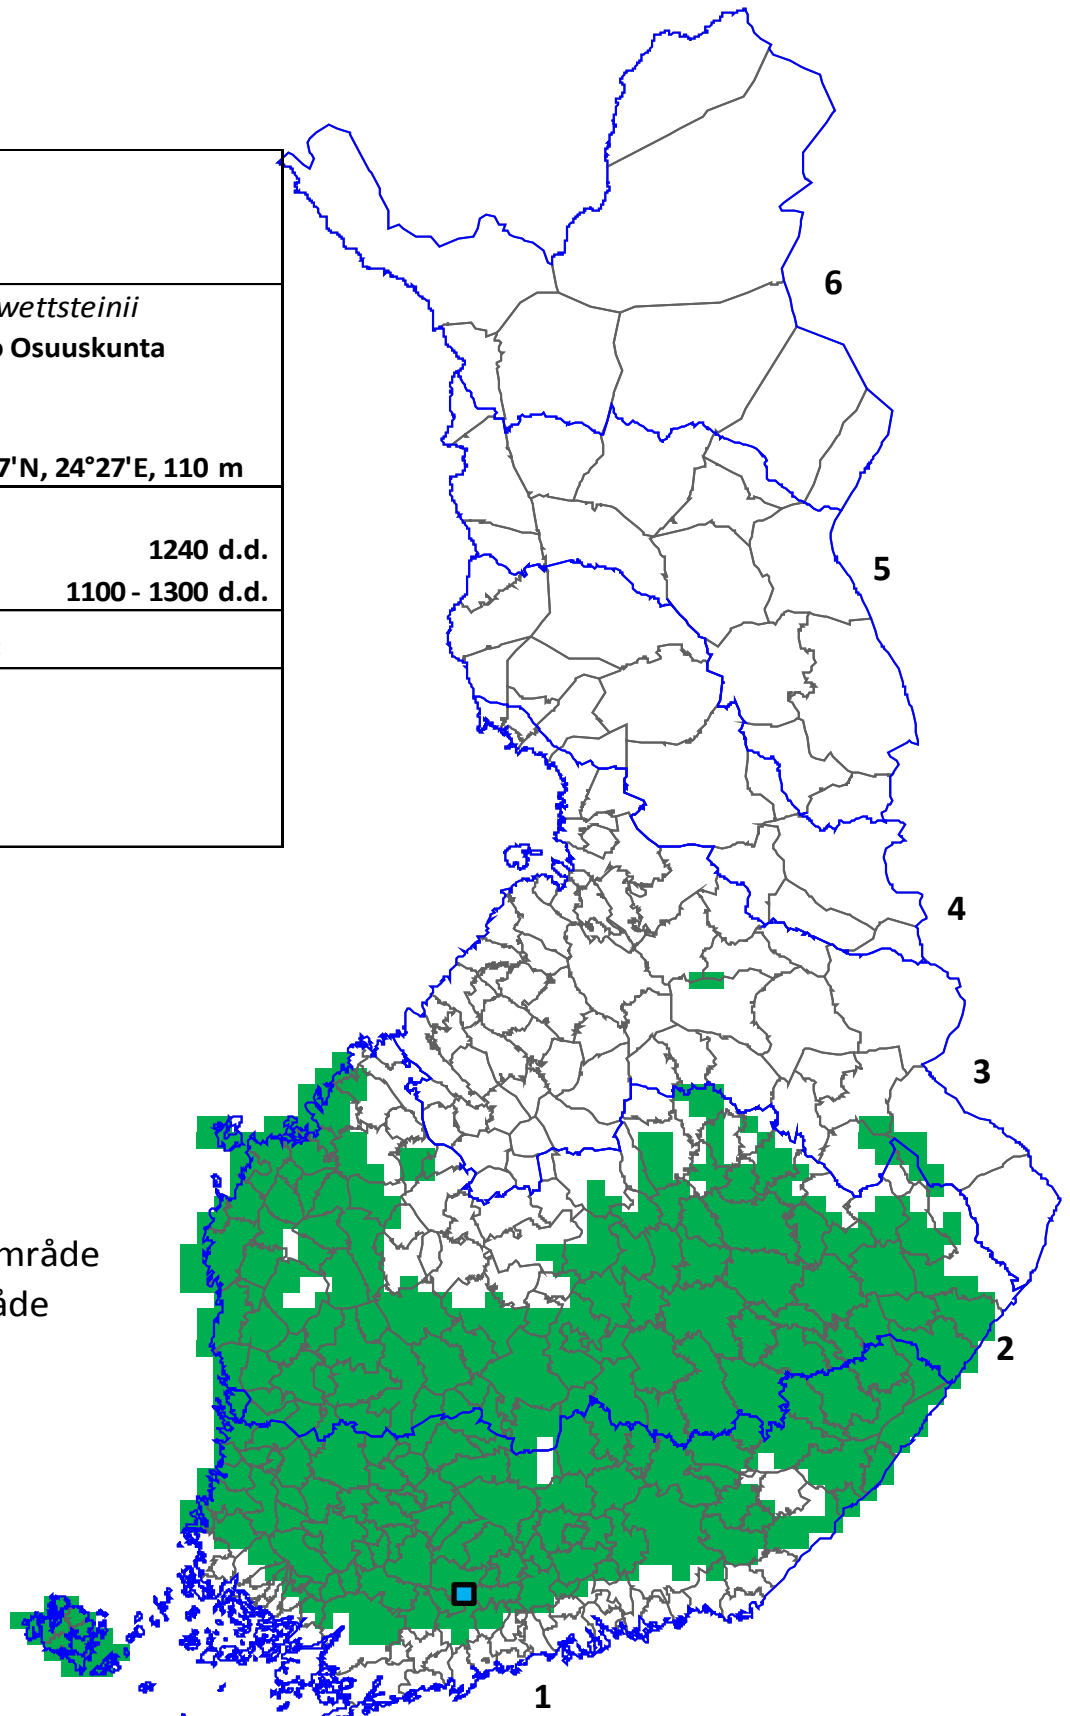 wettsteinii
Osuuskunta
7'N, 24°27'E, 110 m
1240 d.d.
1100 - 1300 d.d.
mråde
åde
6
5
4
3
2
1